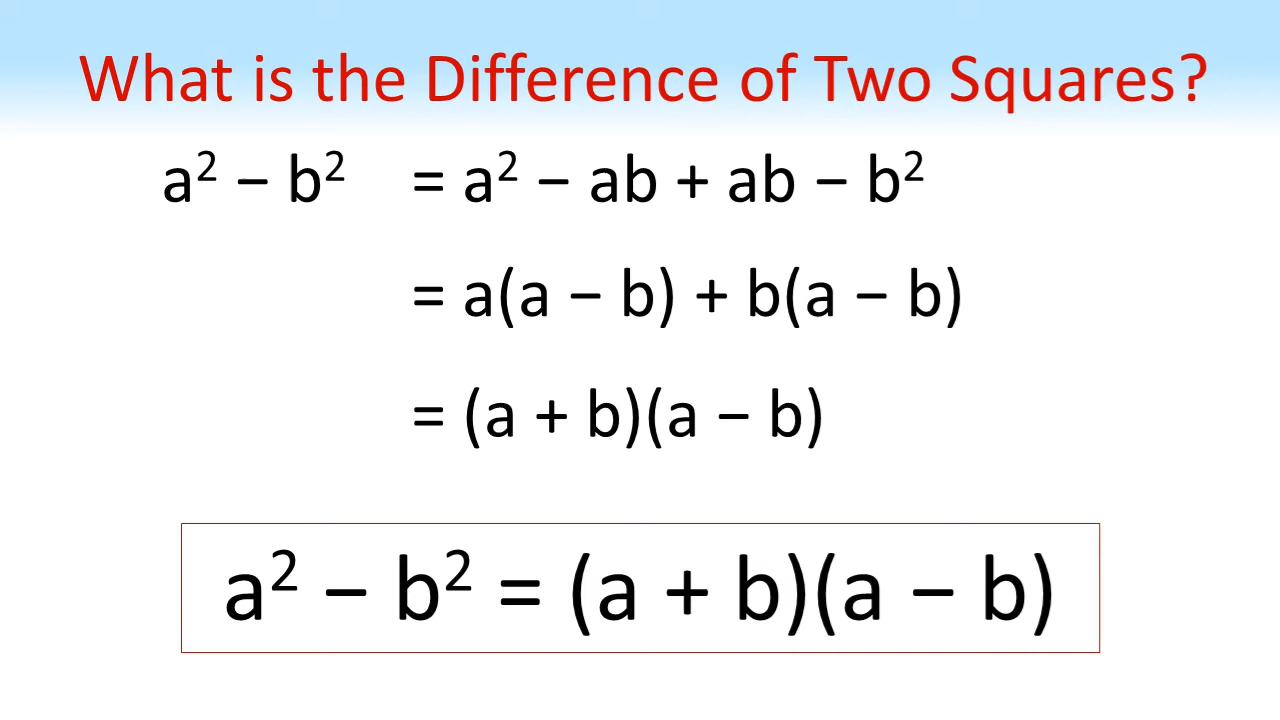 What is the Difference of Two Squares?
a² − b² = a² − ab + ab − b²
= a(a − b) + b(a − b)
= (a + b)(a − b)
a² − b² = (a + b)(a − b)